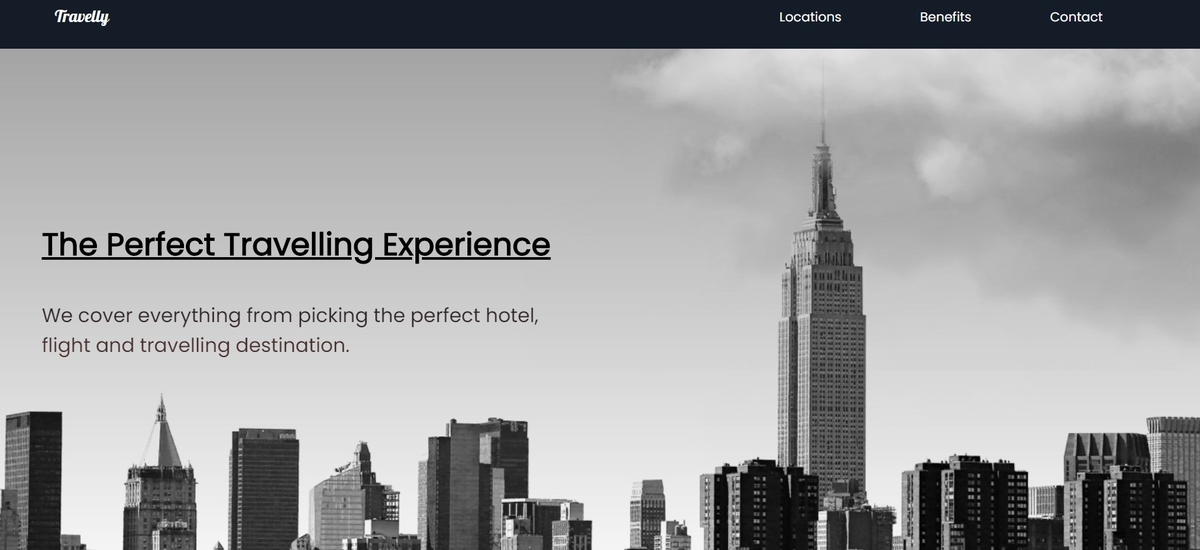 Travelly
Locations Benefits Contact
The Perfect Travelling Experience
We cover everything from picking the perfect hotel,
flight and travelling destination.